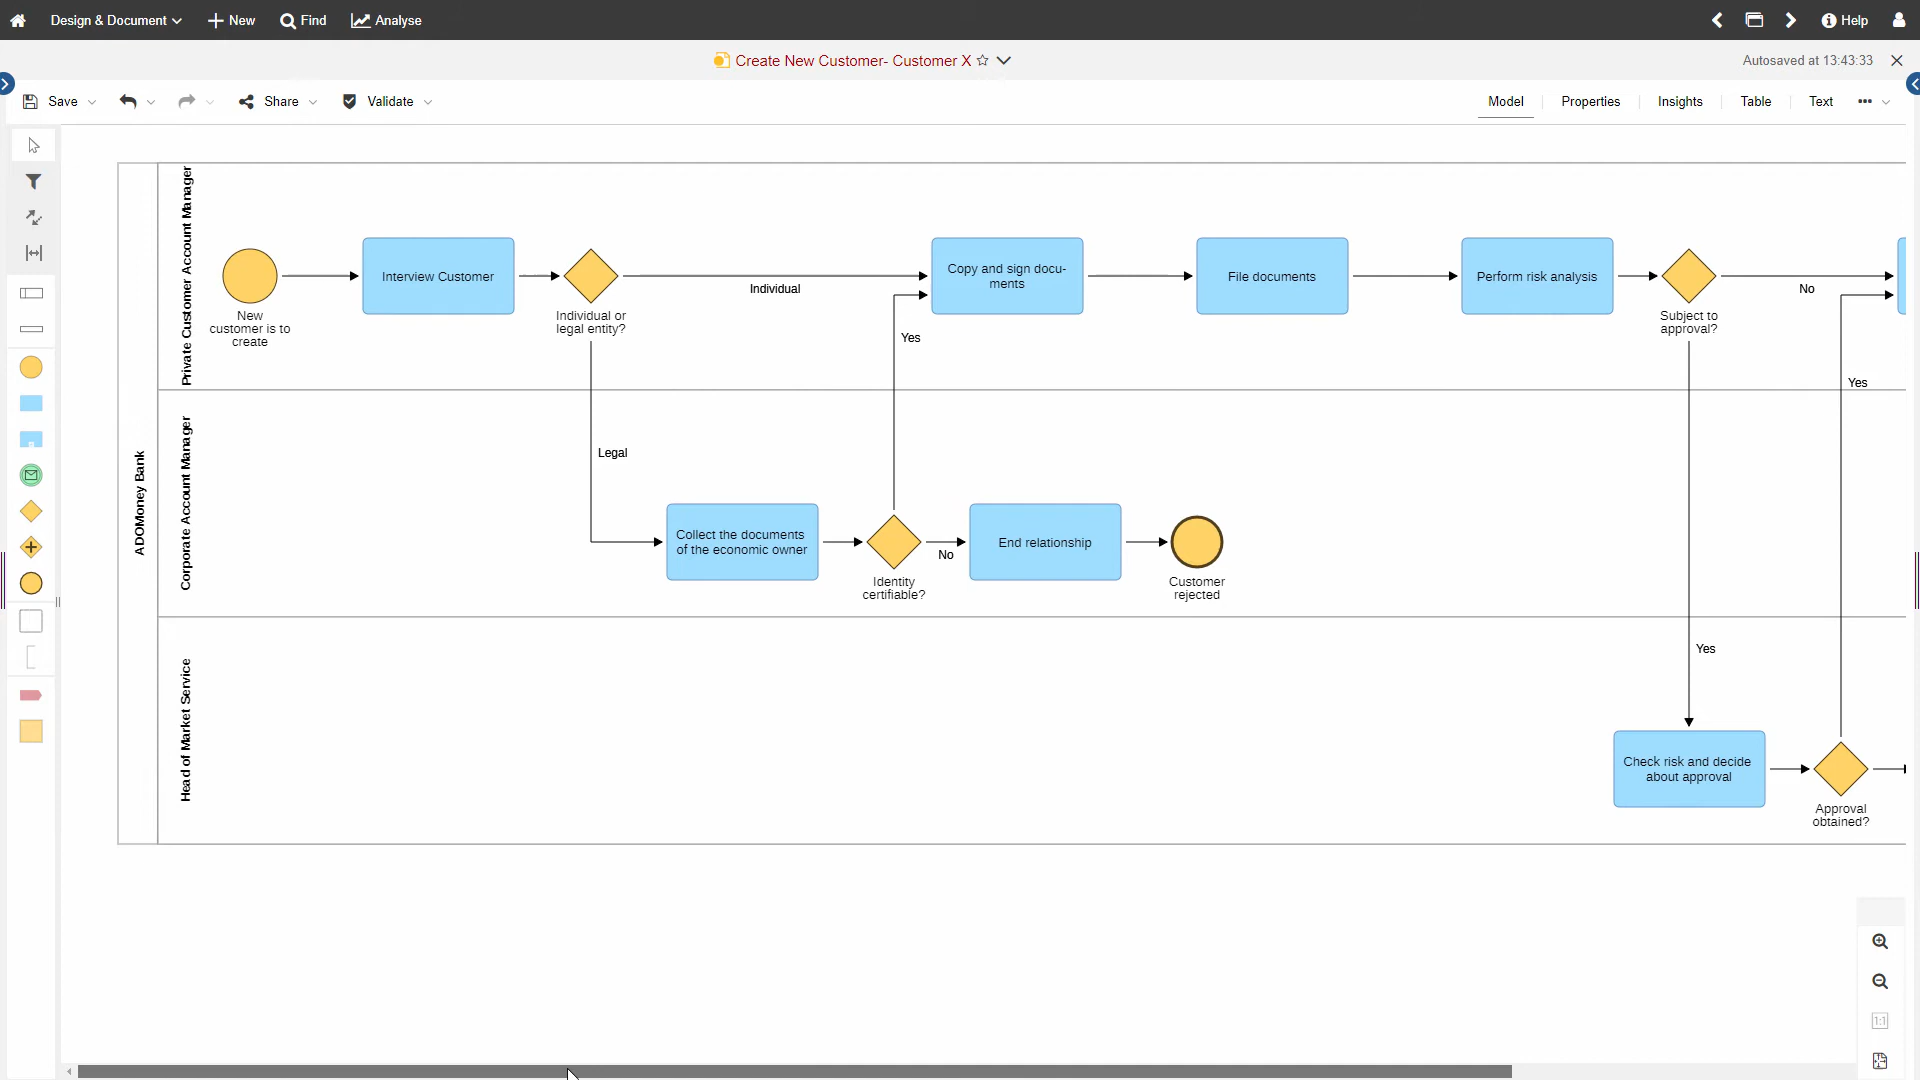 Design & Document
New
Find
Analyse
Help
Create New Customer- Customer X
Autosaved at 13:43:33
Save
Share
Validate
Model
Properties
Insights
Table
Text
ADOMoney Bank
Private Customer Account Manager
New
customer is to
create
Interview Customer
Individual or
legal entity?
Individual
Copy and sign docu-
ments
File documents
Perform risk analysis
Subject to
approval?
No
Yes
Yes
Corporate Account Manager
Legal
Collect the documents
of the economic owner
Identity
certifiable?
No
End relationship
Customer
rejected
Head of Market Service
Yes
Check risk and decide
about approval
Approval
obtained?
1:1